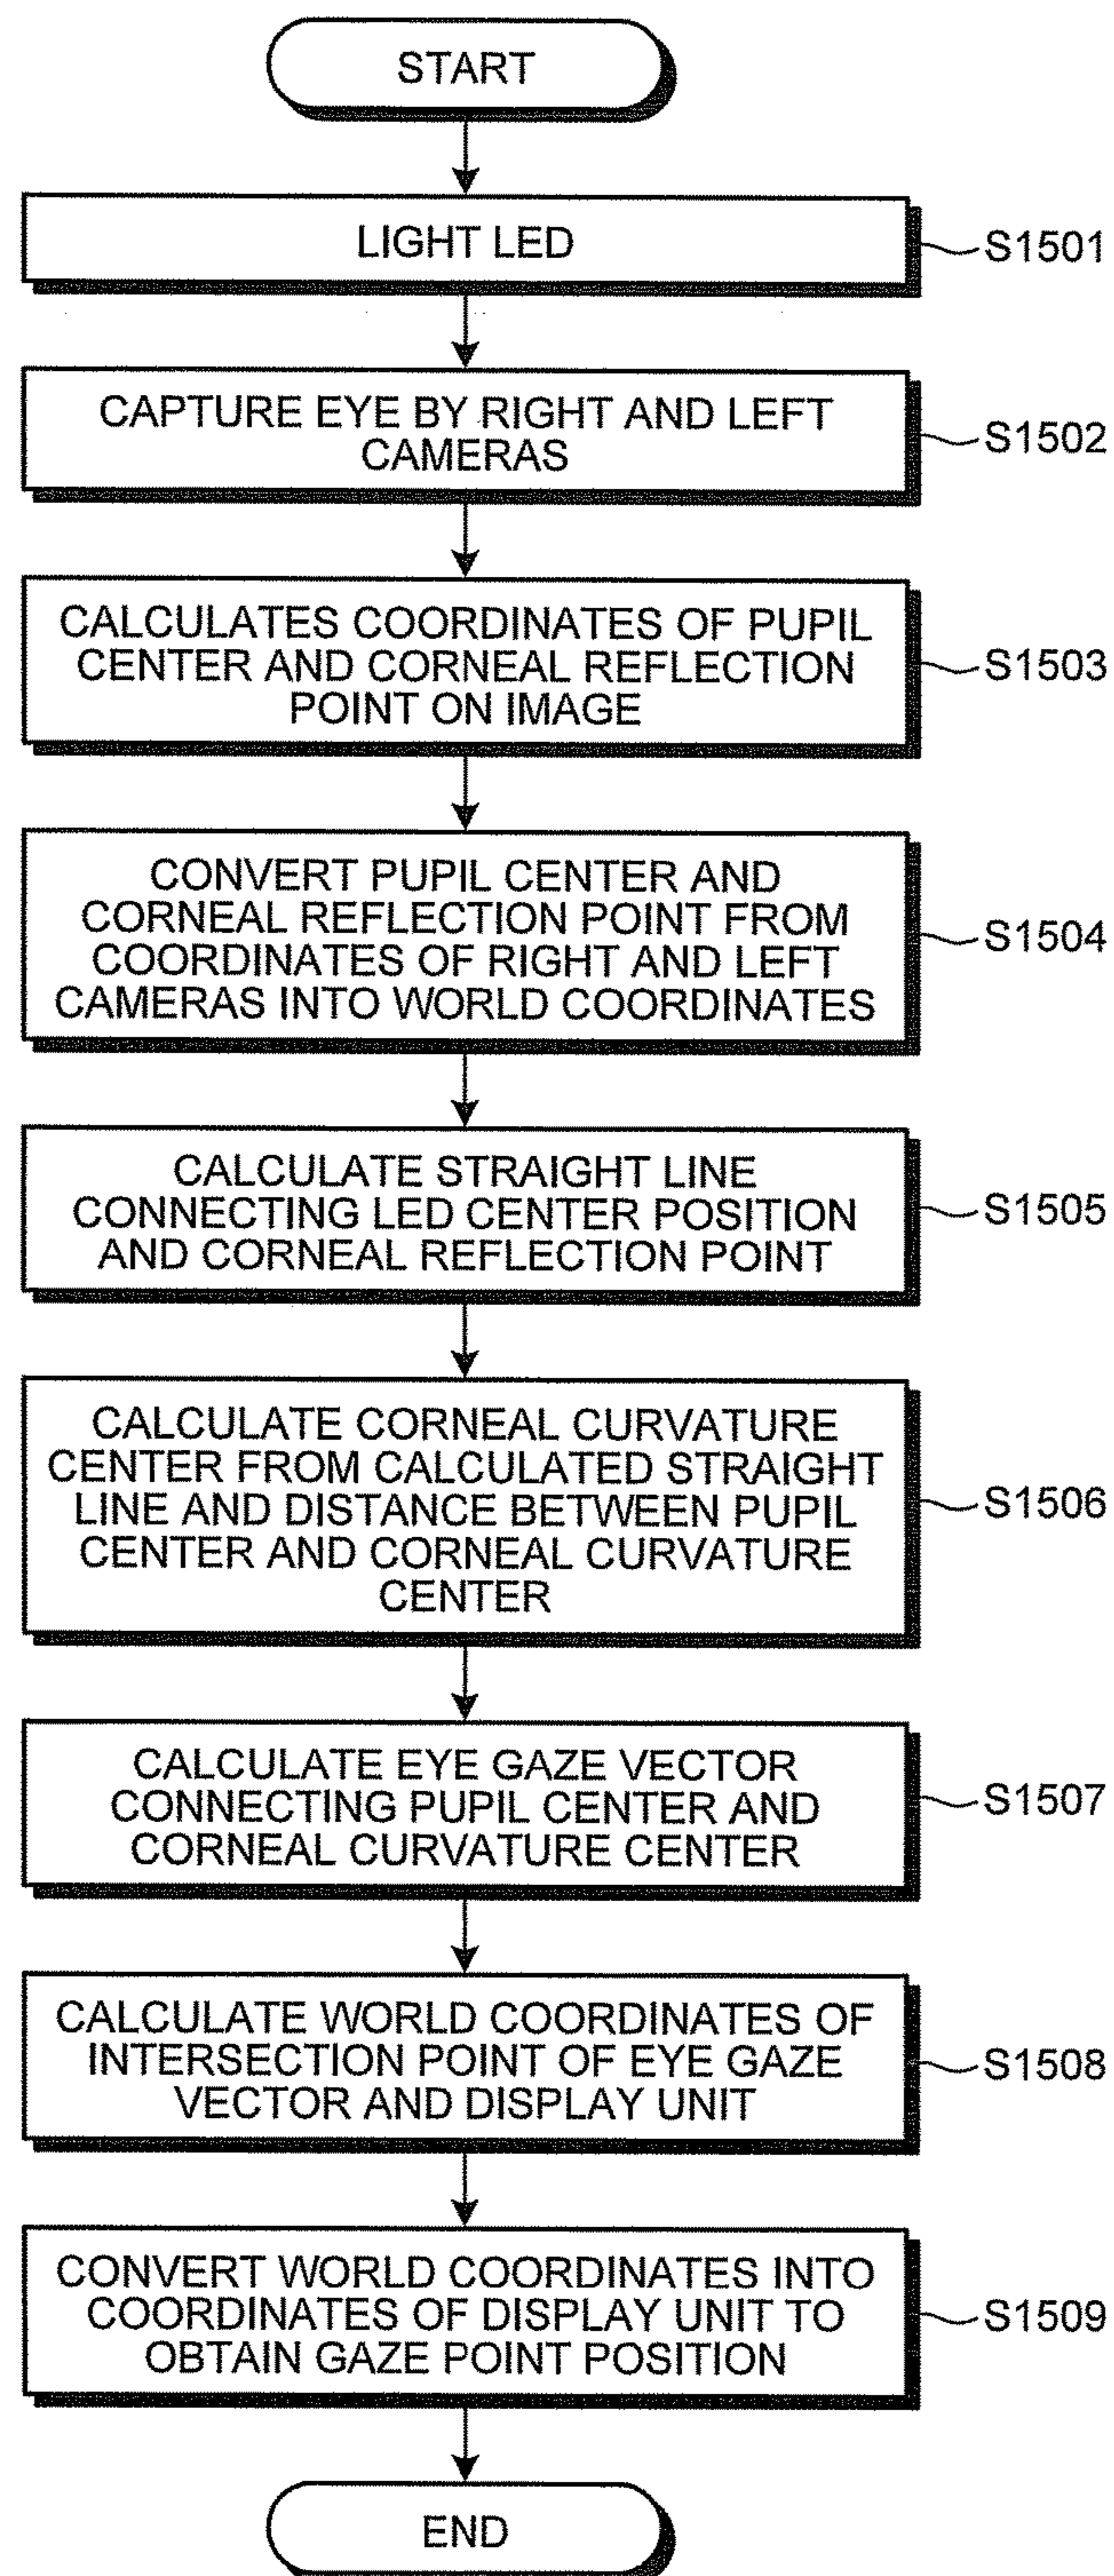 START
LIGHT LED
S1501
CAPTURE EYE BY RIGHT AND LEFT
CAMERAS
S1502
CALCULATES COORDINATES OF PUPIL
CENTER AND CORNEAL REFLECTION
POINT ON IMAGE
S1503
CONVERT PUPIL CENTER AND
CORNEAL REFLECTION POINT FROM
COORDINATES OF RIGHT AND LEFT
CAMERAS INTO WORLD COORDINATES
S1504
CALCULATE STRAIGHT LINE
CONNECTING LED CENTER POSITION
AND CORNEAL REFLECTION POINT
S1505
CALCULATE CORNEAL CURVATURE
CENTER FROM CALCULATED STRAIGHT
LINE AND DISTANCE BETWEEN PUPIL
CENTER AND CORNEAL CURVATURE
CENTER
S1506
CALCULATE EYE GAZE VECTOR
CONNECTING PUPIL CENTER AND
CORNEAL CURVATURE CENTER
S1507
CALCULATE WORLD COORDINATES OF
INTERSECTION POINT OF EYE GAZE
VECTOR AND DISPLAY UNIT
S1508
CONVERT WORLD COORDINATES INTO
COORDINATES OF DISPLAY UNIT TO
OBTAIN GAZE POINT POSITION
S1509
END